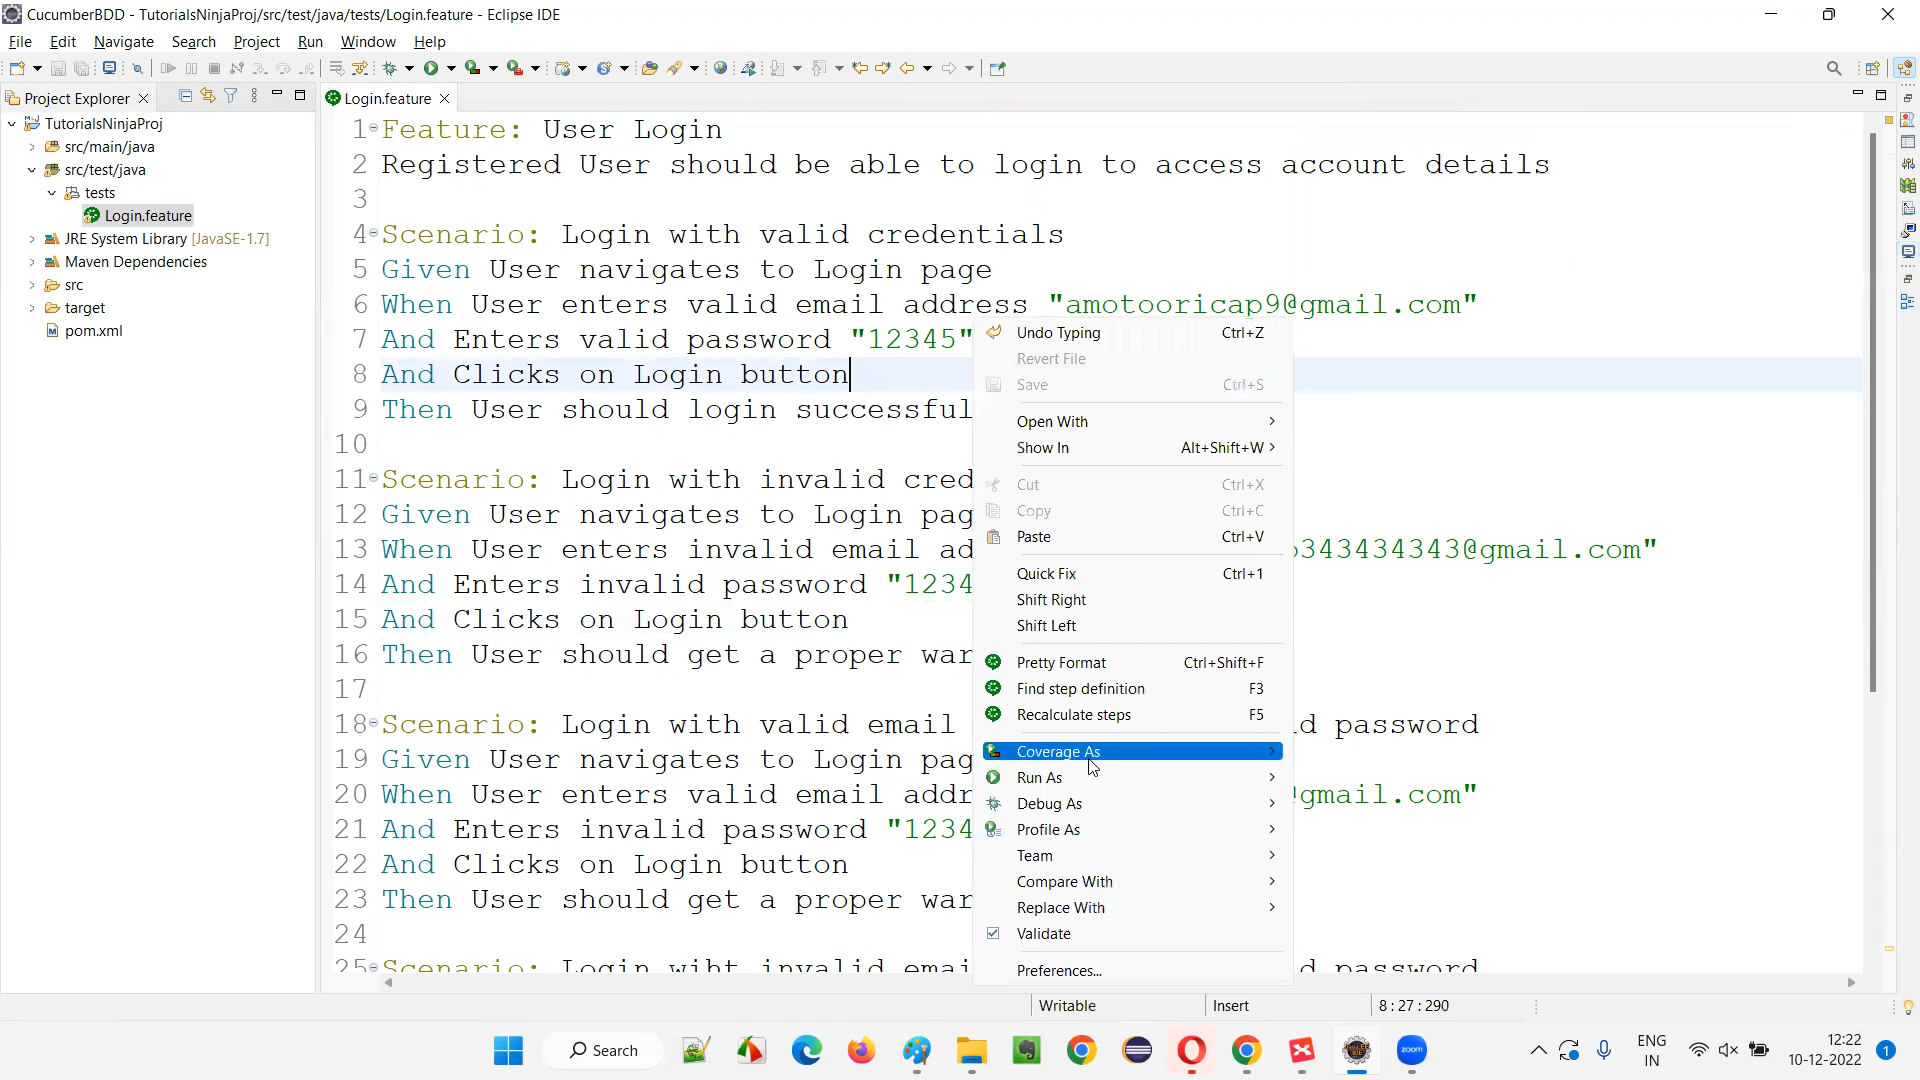 CucumberBDD - TutorialsNinjaProj/src/test/java/tests/Login.feature - Eclipse IDE
File Edit Navigate Search Project Run Window Help
Project Explorer
Login.feature
TutorialsNinjaProj
src/main/java
src/test/java
tests
Login.feature
JRE System Library [JavaSE-1.7]
Maven Dependencies
src
target
pom.xml
1 Feature: User Login
2 Registered User should be able to login to access account details
3
4 Scenario: Login with valid credentials
5 Given User navigates to Login page
6 When User enters valid email address "amotooricap9@gmail.com"
7 And Enters valid password "12345"
8 And Clicks on Login button
9 Then User should login successful
10
11 Scenario: Login with invalid cred
12 Given User navigates to Login pag
13 When User enters invalid email ad 343434343@gmail.com"
14 And Enters invalid password "1234
15 And Clicks on Login button
16 Then User should get a proper war
17
18 Scenario: Login with valid email d password
19 Given User navigates to Login pag
20 When User enters valid email addr gmail.com"
21 And Enters invalid password "1234
22 And Clicks on Login button
23 Then User should get a proper war
24
25 Scenario: Login wiht invalid emai d password
Undo Typing Ctrl+Z
Revert File
Save Ctrl+S
Open With
Show In Alt+Shift+W
Cut Ctrl+X
Copy Ctrl+C
Paste Ctrl+V
Quick Fix Ctrl+1
Shift Right
Shift Left
Pretty Format Ctrl+Shift+F
Find step definition F3
Recalculate steps F5
Coverage As
Run As
Debug As
Profile As
Team
Compare With
Replace With
Validate
Preferences...
Writable Insert 8 : 27 : 290
Search
zoom
ENG
IN
12:22
10-12-2022
1